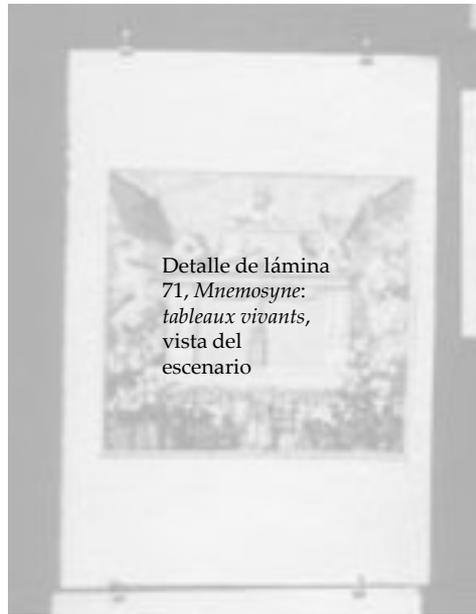 Detalle de lámina
71, Mnemosyne:
tableaux vivants,
vista del
escenario